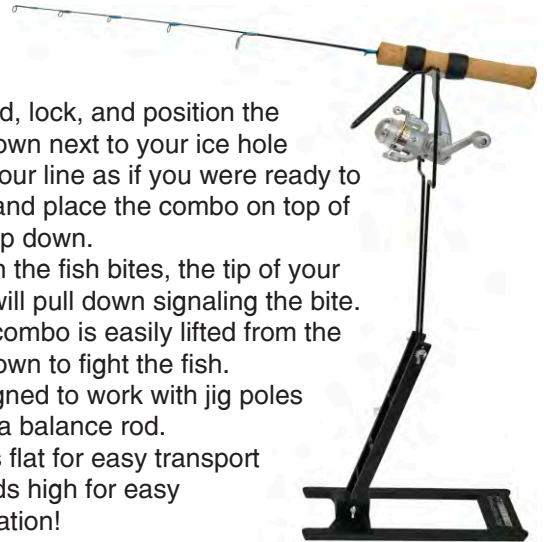 d, lock, and position the
own next to your ice hole
our line as if you were ready to
and place the combo on top of
p down.
n the fish bites, the tip of your
will pull down signaling the bite.
combo is easily lifted from the
own to fight the fish.
gned to work with jig poles
a balance rod.
s flat for easy transport
ds high for easy
ation!